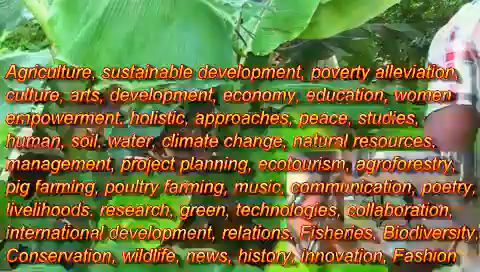 Agriculture, sustainable development, poverty alleviation,
culture, arts, development, economy, education, women
empowerment, holistic, approaches, peace, studies,
human, soil, water, climate change, natural resources,
management, project planning, ecotourism, agroforestry,
pig farming, poultry farming, music, communication, poetry,
livelihoods, research, green, technologies, collaboration,
international development, relations, Fisheries, Biodiversity,
Conservation, wildlife, news, history, innovation, Fashion